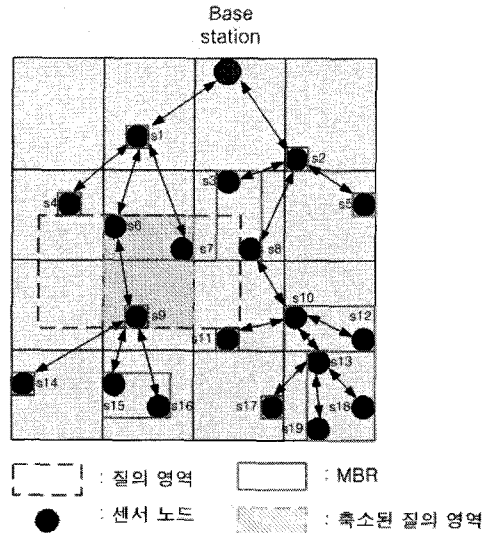 Base
station
s1
s2
s3
s4
s5
s6
s7
s8
s9
s10
s12
s11
s13
s14
s15
s16
s17
s18
s19
: 질의 영역
: MBR
: 센서 노드
: 축소된 질의 영역